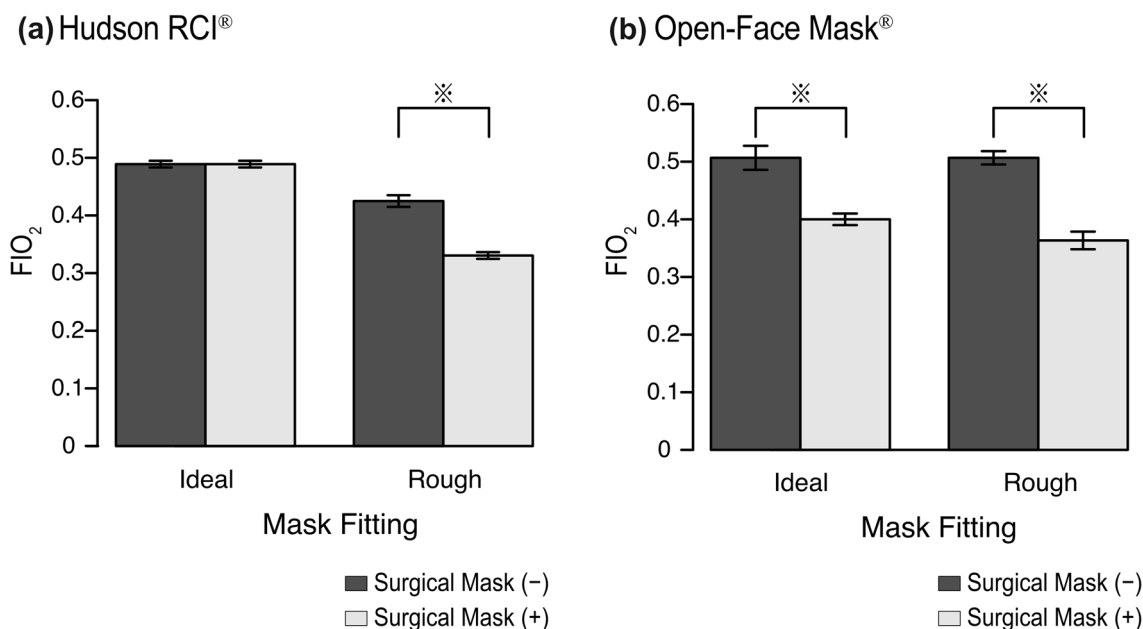 (a) Hudson RCI®
※
0.6
0.5
0.4
0.3
0.2
0.1
0
FIO₂
Ideal Rough
Mask Fitting
Surgical Mask (−)
Surgical Mask (+)
(b) Open-Face Mask®
※ ※
0.6
0.5
0.4
0.3
0.2
0.1
0
FIO₂
Ideal Rough
Mask Fitting
Surgical Mask (−)
Surgical Mask (+)